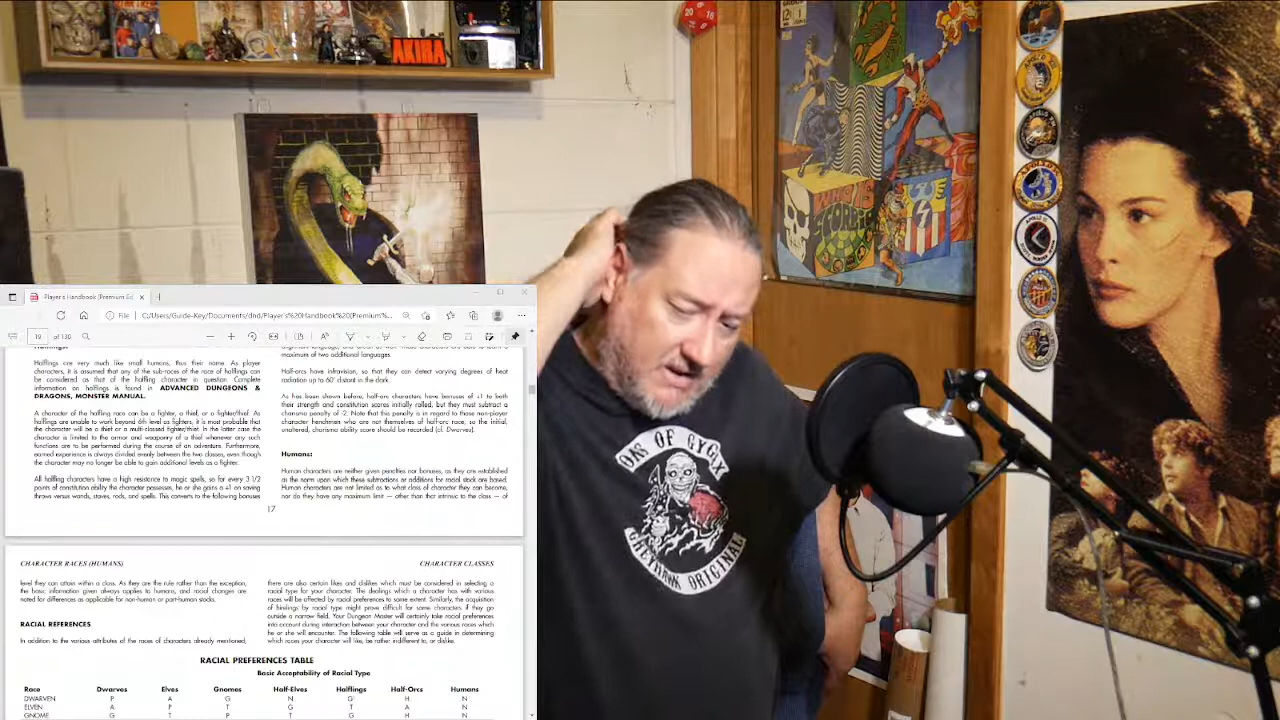 AKIBA
20
16
WHO IS
SCORPIO
SONS OF GYGX
GREYHAWK ORIGINAL
Player's Handbook (Premium Ed
File
C:/Users/Guide-Key/Documents/dnd/Player's%20Handbook%20Premium%...
19 of 130
Halflings are very much like small humans, thus their name. As player
characters, it is assumed that any of the sub-races of the race of halflings can
be considered as that of the halfling character in question. Complete
information on halflings is found in ADVANCED DUNGEONS &
DRAGONS, MONSTER MANUAL.
A character of the halfling race can be a fighter, a thief, or a fighter/thief. As
halflings are unable to work beyond 6th level as fighters, it is most probable that
the character will be a thief or a multi-classed fighter/thief. In the latter case the
character is limited to the armor and weaponry of a thief whenever any such
functions are to be performed during the course of an adventure. Furthermore,
earned experience is always divided evenly between the two classes, even though
the character may no longer be able to gain additional levels as a fighter.
All halfling characters have a high resistance to magic spells, so for every 3 1/2
points of constitution ability the character possesses, he or she gains a +1 on saving
throws versus wands, staves, rods, and spells. This converts to the following bonuses
maximum of two additional languages.
Half-orcs have infravision, so that they can detect varying degrees of heat
radiation up to 60' distant in the dark.
As has been shown before, half-orc characters have bonuses of +1 to both
their strength and constitution scores initially rolled, but they must subtract a
charisma penalty of -2. Note that this penalty is in regard to those non-player
character henchman who are not themselves of half-orc race, so the initial,
unaltered, charisma ability score should be recorded (cf. Dwarves).
Humans:
Human characters are neither given penalties nor bonuses, as they are established
as the norm upon which these subtractions or additions for racial stock are based.
Human characters are not limited as to what class of character they can become,
nor do they have any maximum limit — other than that intrinsic to the class — of
17
CHARACTER RACES (HUMANS)
CHARACTER CLASSES
level they can attain within a class. As they are the rule rather than the exception,
the basic information given always applies to humans, and racial changes are
noted for differences as applicable for non-human or part-human stocks.
RACIAL REFERENCES
In addition to the various attributes of the races of characters already mentioned,
there are also certain likes and dislikes which must be considered in selecting a
racial type for your character. The dealings which a character has with various
races will be affected by racial preferences to some extent. Similarly, the acquisition
of hirelings by racial type might prove difficult for some characters if they go
outside a narrow field. Your Dungeon Master will certainly take racial preferences
into account during interaction between your character and the various races which
he or she will encounter. The following table will serve as a guide in determining
which races your character will like, be rather indifferent to, or dislike.
RACIAL PREFERENCES TABLE
Basic Acceptability of Racial Type
Race Dwarves Elves Gnomes Half-Elves Halflings Half-Orcs Humans
DWARVEN P A G N G H N
ELVEN A P T G T A N
GNOME G T P T G H N